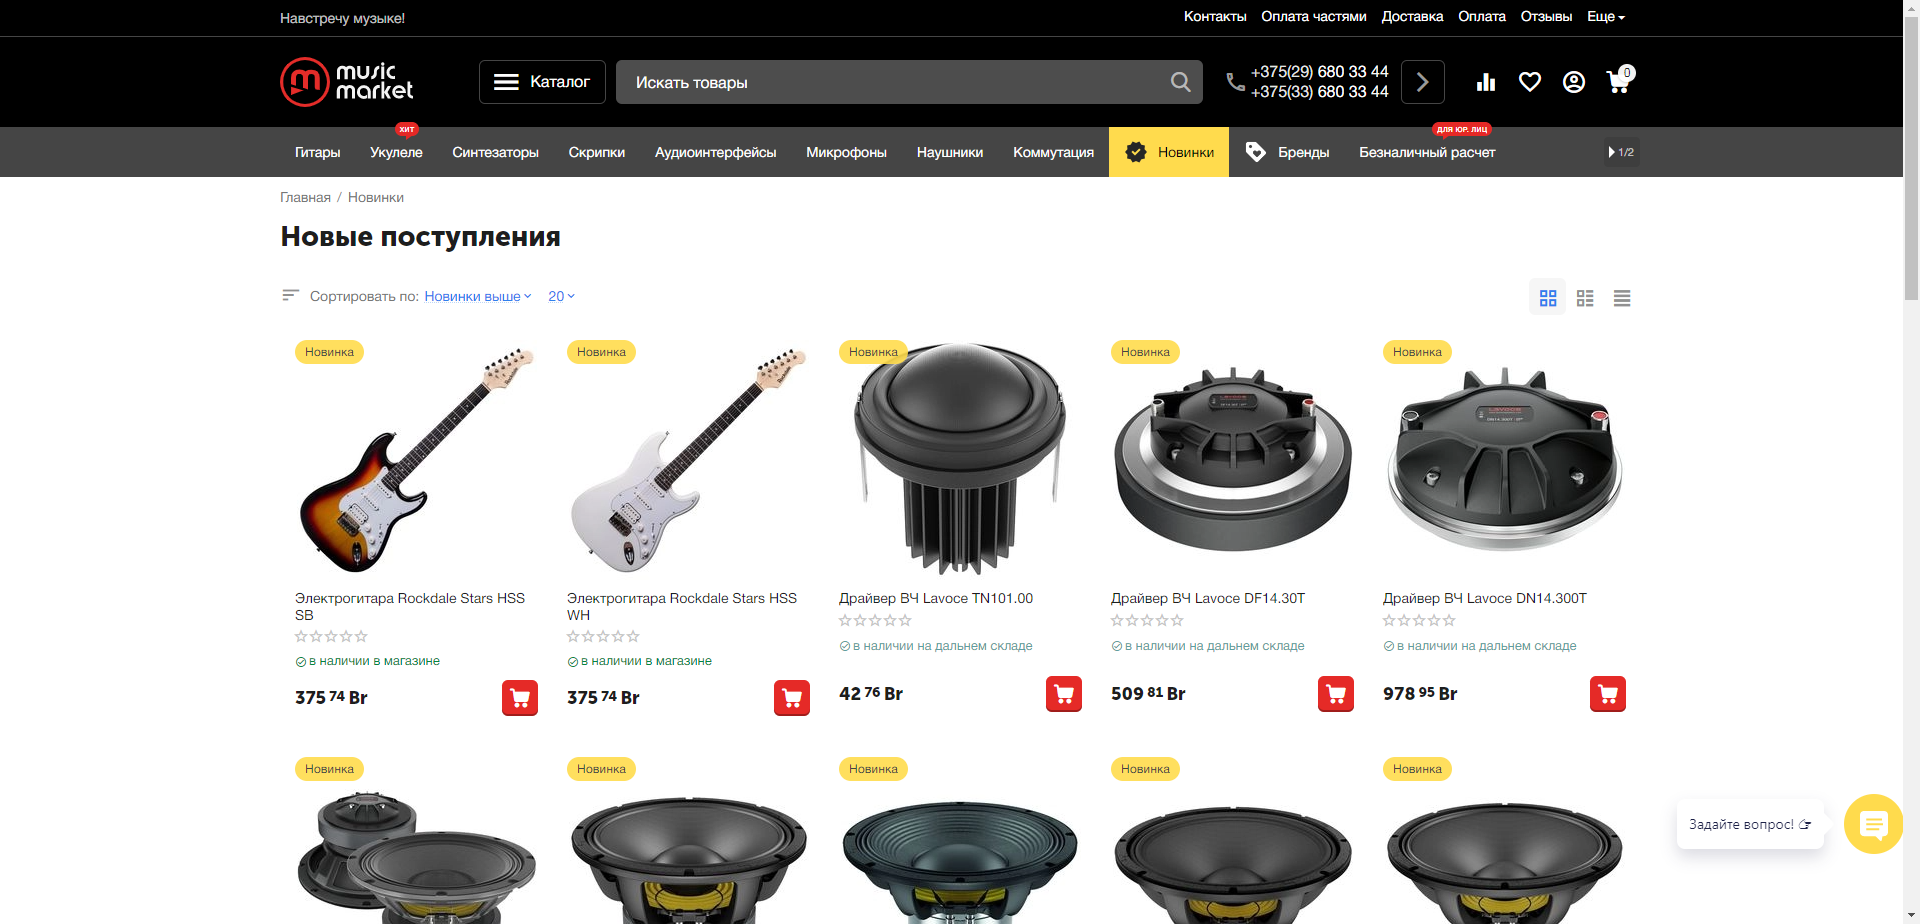 Навстречу музыке!
Контакты Оплата частями Доставка Оплата Отзывы Еще
music
market
Каталог
Искать товары
+375(29) 680 33 44
+375(33) 680 33 44
0
ХИТ
ДЛЯ ЮР. ЛИЦ
Гитары Укулеле Синтезаторы Скрипки Аудиоинтерфейсы Микрофоны Наушники Коммутация Новинки Бренды Безналичный расчет 1/2
Главная / Новинки
Новые поступления
Сортировать по: Новинки выше 20
Новинка Новинка Новинка Новинка Новинка
Rockdale
Rockdale
LAVOCE
LAVOCE
Электрогитара Rockdale Stars HSS
SB
в наличии в магазине
375 74 Br
Электрогитара Rockdale Stars HSS
WH
в наличии в магазине
375 74 Br
Драйвер ВЧ Lavoce TN101.00
в наличии на дальнем складе
42 76 Br
Драйвер ВЧ Lavoce DF14.30T
в наличии на дальнем складе
509 81 Br
Драйвер ВЧ Lavoce DN14.300T
в наличии на дальнем складе
978 95 Br
Новинка Новинка Новинка Новинка Новинка
Задайте вопрос!